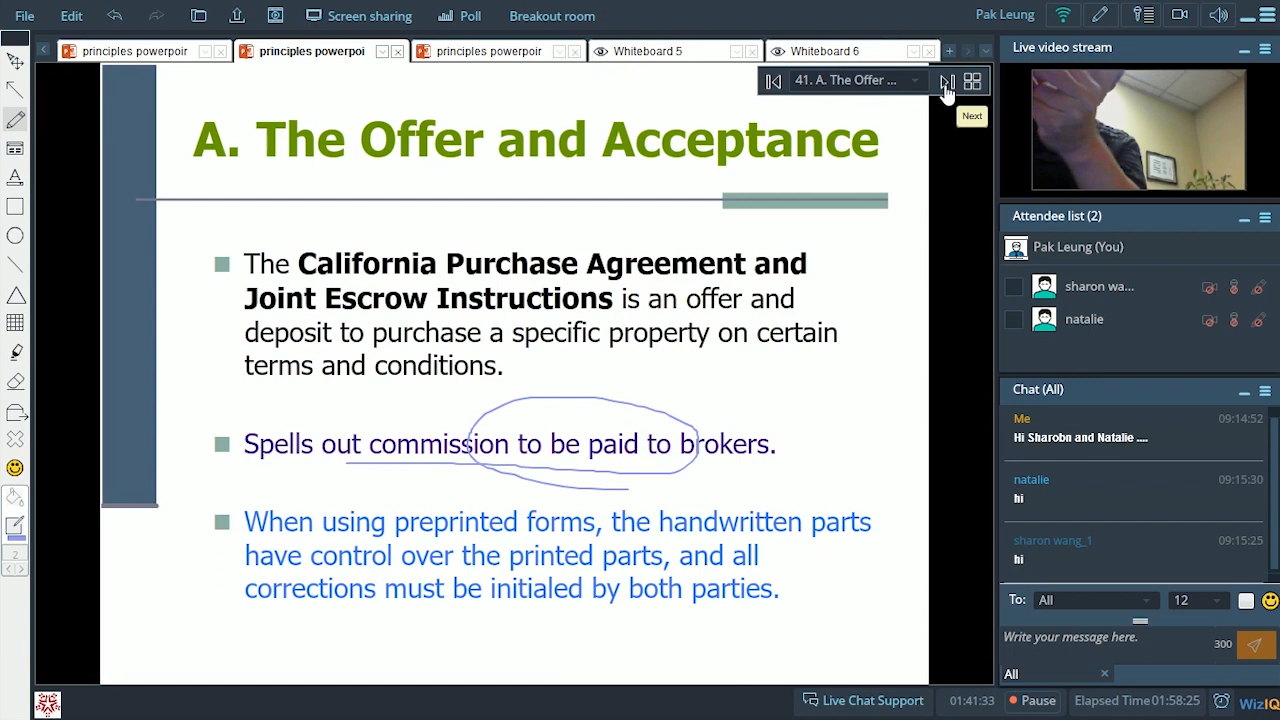 File Edit Screen sharing Poll Breakout room Pak Leung
principles powerpoir principles powerpoi principles powerpoir Whiteboard 5 Whiteboard 6
41. A. The Offer ...
Next
A. The Offer and Acceptance
The California Purchase Agreement and
Joint Escrow Instructions is an offer and
deposit to purchase a specific property on certain
terms and conditions.
Spells out commission to be paid to brokers.
When using preprinted forms, the handwritten parts
have control over the printed parts, and all
corrections must be initialed by both parties.
2
Live video stream
Attendee list (2)
Pak Leung (You)
sharon wa...
natalie
Chat (All)
Me 09:14:52
Hi Sharobn and Natalie ....
natalie 09:15:30
hi
sharon wang_1 09:15:25
hi
To: All 12
Write your message here. 300
All
Live Chat Support 01:41:33 Pause Elapsed Time 01:58:25 WizIQ